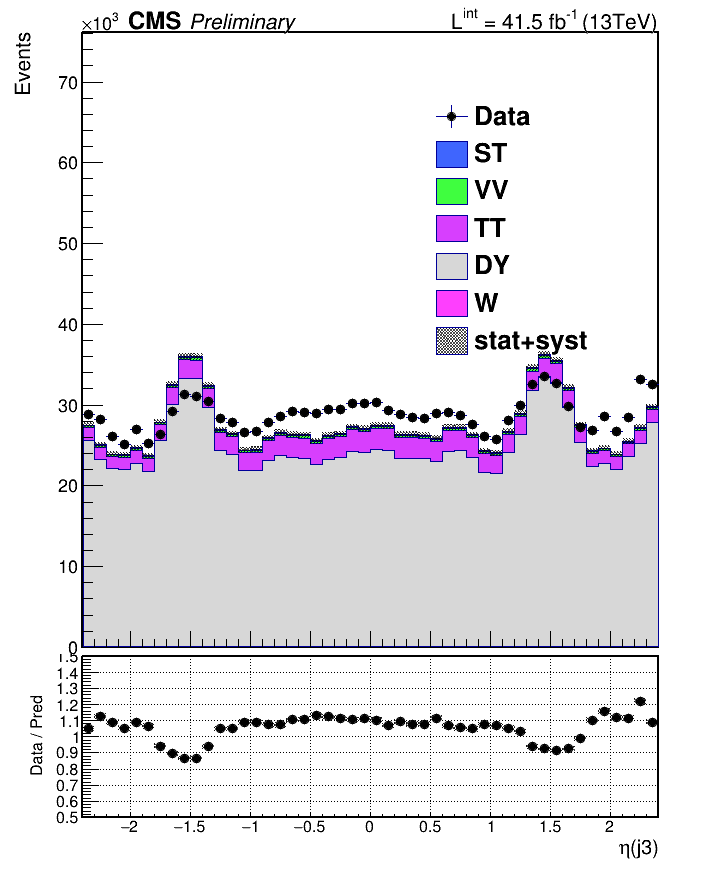 ×10³ CMS Preliminary L^int = 41.5 fb⁻¹ (13TeV)
Events
70
60
50
40
30
20
10
0
Data
ST
VV
TT
DY
W
stat+syst
Data / Pred
1.5
1.4
1.3
1.2
1.1
1
0.9
0.8
0.7
0.6
0.5
−2 −1.5 −1 −0.5 0 0.5 1 1.5 2
η(j3)